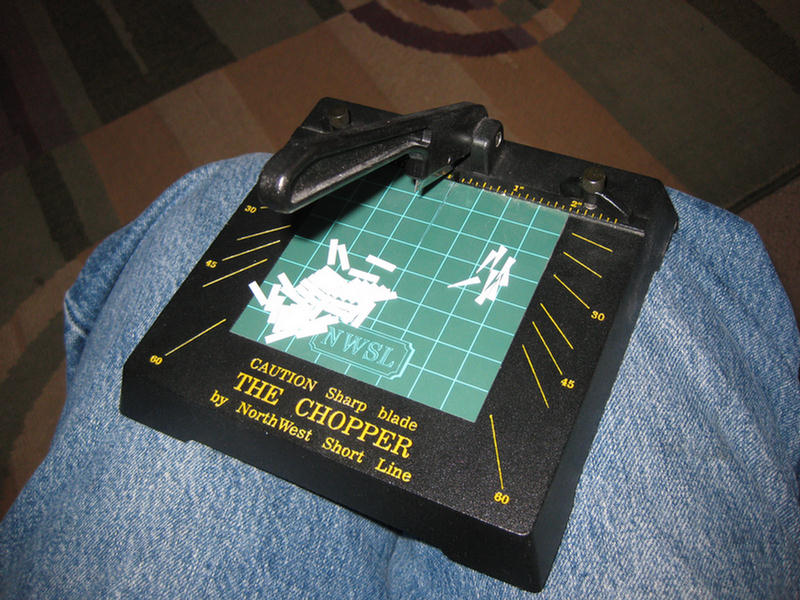 1" 2"
30
45
60
30
45
60
NWSL
CAUTION Sharp blade
THE CHOPPER
by NorthWest Short Line